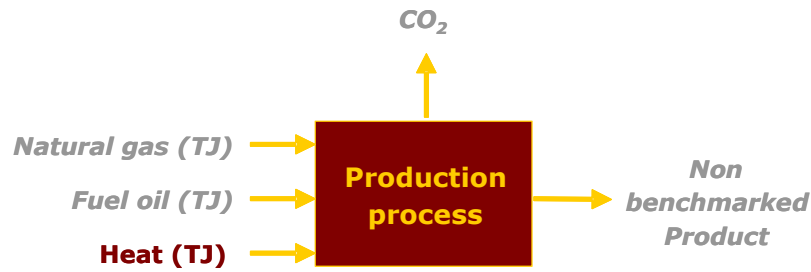 CO₂
Natural gas (TJ)
Fuel oil (TJ)
Heat (TJ)
Production
process
Non
benchmarked
Product